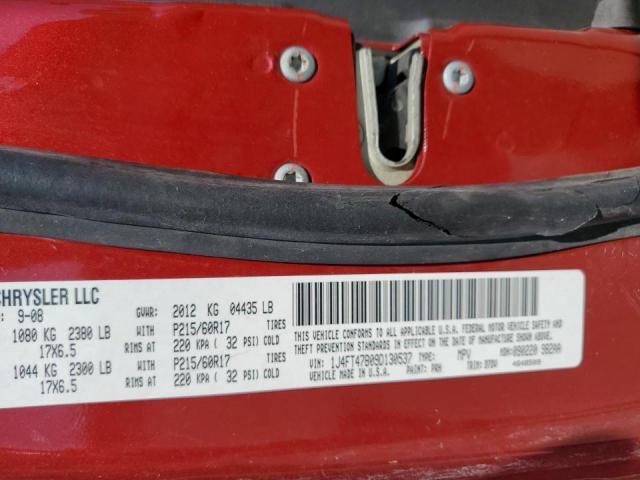 CHRYSLER LLC
: 9-08 GVWR: 2012 KG 04435 LB
1080 KG 2380 LB WITH P215/60R17 TIRES
17X6.5 RIMS AT 220 KPA ( 32 PSI) COLD
1044 KG 2300 LB WITH P215/60R17 TIRES
17X6.5 RIMS AT 220 KPA ( 32 PSI) COLD
THIS VEHICLE CONFORMS TO ALL APPLICABLE U.S.A. FEDERAL MOTOR VEHICLE SAFETY AND
THEFT PREVENTION STANDARDS IN EFFECT ON THE DATE OF MANUFACTURE SHOWN ABOVE.
VIN: 1J4FT47B09D130537 TYPE: MPV MDH: 090220
VEHICLE MADE IN U.S.A. PAINT: PRH TRIM: